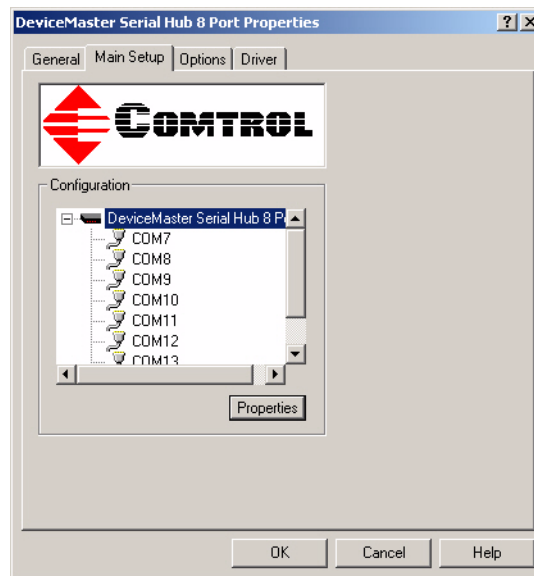 DeviceMaster Serial Hub 8 Port Properties
General Main Setup Options Driver
COMTROL
Configuration
DeviceMaster Serial Hub 8 P
COM7
COM8
COM9
COM10
COM11
COM12
COM13
Properties
OK Cancel Help